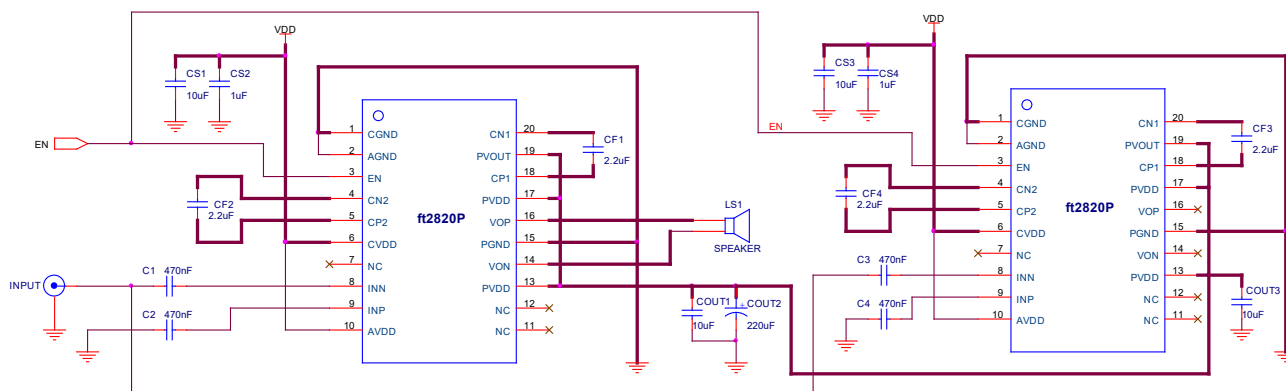 VDD
CS1
10uF
CS2
1uF
EN
CF2
2.2uF
INPUT
C1 470nF
C2 470nF
1 CGND
2 AGND
3 EN
4 CN2
5 CP2
6 CVDD
7 NC
8 INN
9 INP
10 AVDD
ft2820P
CN1 20
PVOUT 19
CP1 18
PVDD 17
VOP 16
PGND 15
VON 14
PVDD 13
NC 12
NC 11
CF1
2.2uF
LS1
SPEAKER
COUT1
10uF
+
COUT2
220uF
EN
VDD
CS3
10uF
CS4
1uF
CF4
2.2uF
C3 470nF
C4 470nF
1 CGND
2 AGND
3 EN
4 CN2
5 CP2
6 CVDD
7 NC
8 INN
9 INP
10 AVDD
ft2820P
CN1 20
PVOUT 19
CP1 18
PVDD 17
VOP 16
PGND 15
VON 14
PVDD 13
NC 12
NC 11
CF3
2.2uF
COUT3
10uF